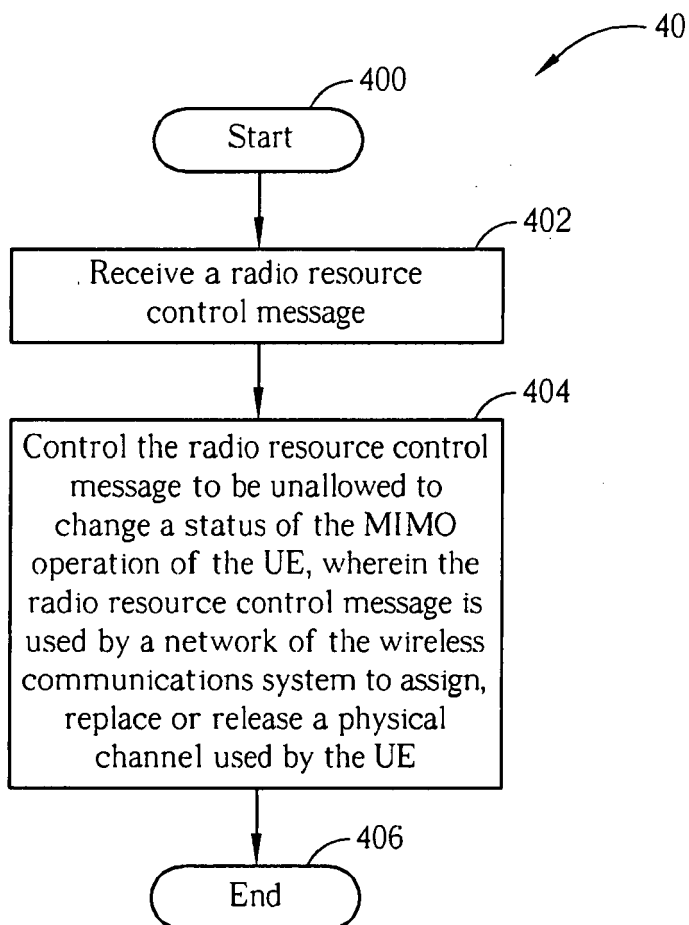 40
400
Start
402
Receive a radio resource
control message
404
Control the radio resource control
message to be unallowed to
change a status of the MIMO
operation of the UE, wherein the
radio resource control message is
used by a network of the wireless
communications system to assign,
replace or release a physical
channel used by the UE
406
End